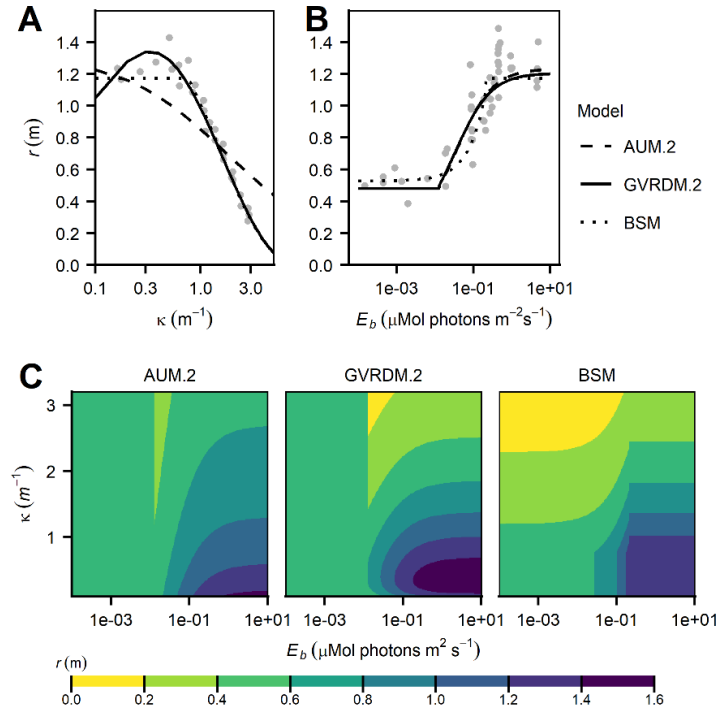 A
B
1.4
1.2
1.0
0.8
0.6
0.4
0.2
0.0
r (m)
0.1
0.3
1.0
3.0
κ (m⁻¹)
1.4
1.2
1.0
0.8
0.6
0.4
0.2
0.0
1e-03
1e-01
1e+01
E_b (μMol photons m⁻²s⁻¹)
Model
AUM.2
GVRDM.2
BSM
C
AUM.2
GVRDM.2
BSM
3
2
1
κ (m⁻¹)
1e-03
1e-01
1e+01
1e-03
1e-01
1e+01
1e-03
1e-01
1e+01
E_b (μMol photons m² s⁻¹)
r (m)
0.0
0.2
0.4
0.6
0.8
1.0
1.2
1.4
1.6